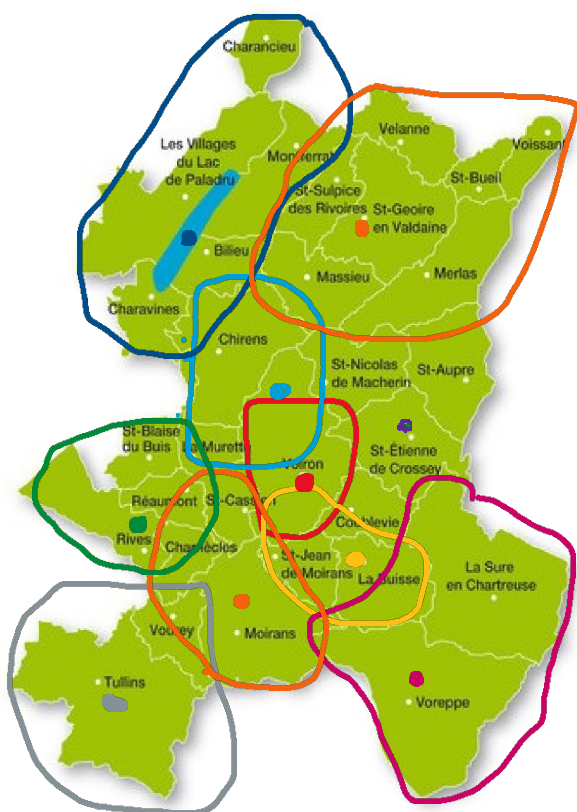 Charancieu
Les Villages
du Lac
de Paladru
Montferrat
Velanne
Voissant
St-Sulpice
des Rivoires
St-Bueil
St-Geoire
en Valdaine
Bilieu
Massieu
Merlas
Charavines
Chirens
St-Nicolas
de Macherin
St-Aupre
St-Blaise
du Buis
La Murette
Voiron
St-Étienne
de Crossey
Réaumont
St-Cassien
Coublevie
Rives
Charnècles
St-Jean
de Moirans
La Buisse
La Sure
en Chartreuse
Vourey
Moirans
Tullins
Voreppe